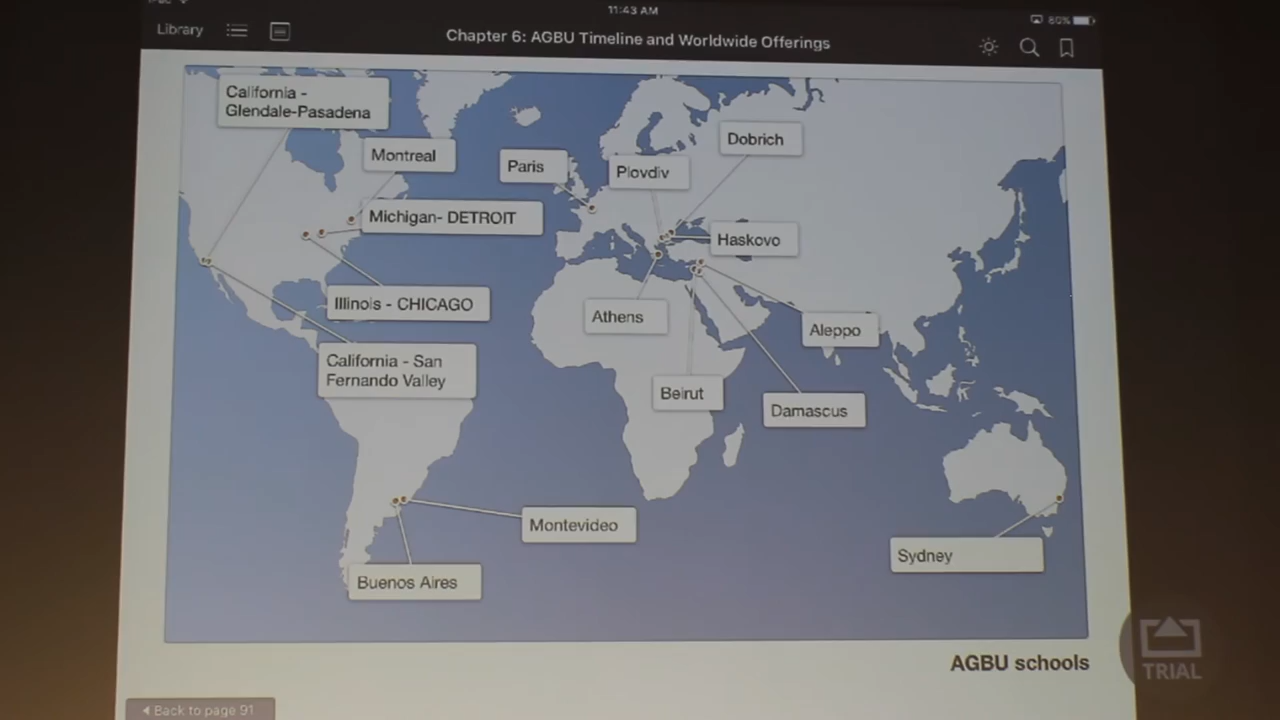 11:43 AM
80%
Library
Chapter 6: AGBU Timeline and Worldwide Offerings
California -
Glendale-Pasadena
Montreal
Michigan- DETROIT
Illinois - CHICAGO
California - San
Fernando Valley
Paris
Plovdiv
Dobrich
Haskovo
Athens
Aleppo
Beirut
Damascus
Montevideo
Buenos Aires
Sydney
AGBU schools
Back to page 91
TRIAL